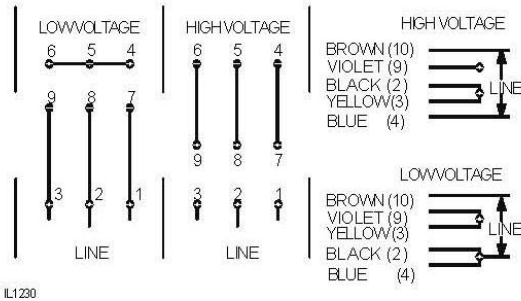 LOWVOLTAGE
6 5 4
9 8 7
3 2 1
LINE
HIGH VOLTAGE
6 5 4
9 8 7
3 2 1
LINE
HIGH VOLTAGE
BROWN (10)
VIOLET (9)
BLACK (2)
YELLOW(3)
BLUE (4)
LINE
LOWVOLTAGE
BROWN (10)
VIOLET (9)
YELLOW(3)
BLACK (2)
BLUE (4)
LINE
IL1230